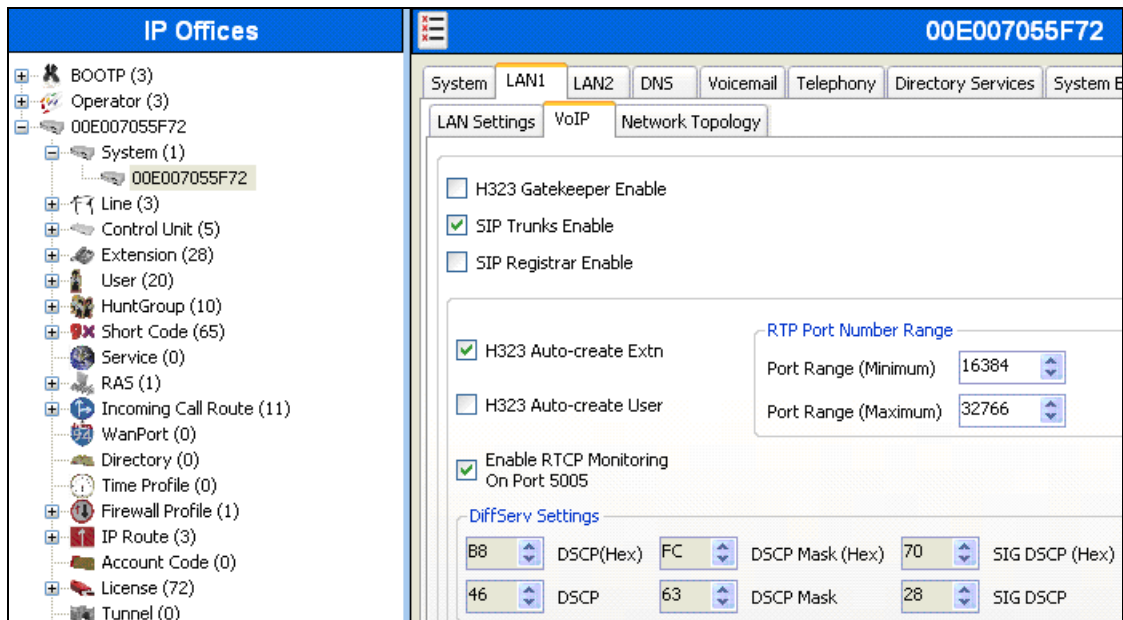 IP Offices
BOOTP (3)
Operator (3)
00E007055F72
System (1)
00E007055F72
Line (3)
Control Unit (5)
Extension (28)
User (20)
HuntGroup (10)
Short Code (65)
Service (0)
RAS (1)
Incoming Call Route (11)
WanPort (0)
Directory (0)
Time Profile (0)
Firewall Profile (1)
IP Route (3)
Account Code (0)
License (72)
Tunnel (0)
00E007055F72
System LAN1 LAN2 DNS Voicemail Telephony Directory Services System E
LAN Settings VoIP Network Topology
H323 Gatekeeper Enable
SIP Trunks Enable
SIP Registrar Enable
H323 Auto-create Extn
H323 Auto-create User
RTP Port Number Range
Port Range (Minimum) 16384
Port Range (Maximum) 32766
Enable RTCP Monitoring
On Port 5005
DiffServ Settings
B8 DSCP(Hex) FC DSCP Mask (Hex) 70 SIG DSCP (Hex)
46 DSCP 63 DSCP Mask 28 SIG DSCP